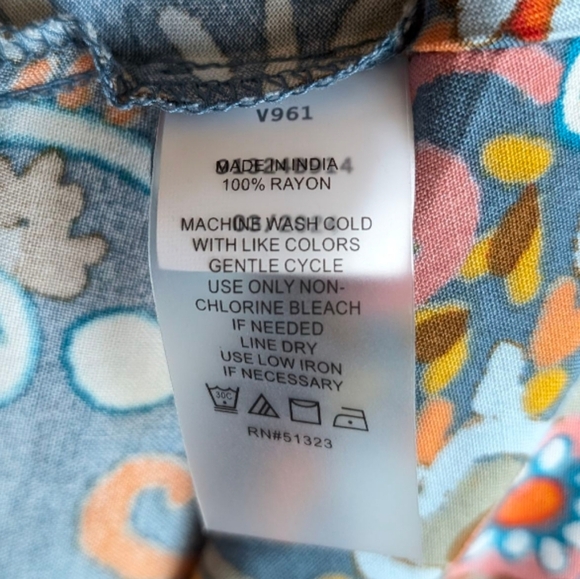 V961
MADE IN INDIA
100% RAYON
MACHINE WASH COLD
WITH LIKE COLORS
GENTLE CYCLE
USE ONLY NON-
CHLORINE BLEACH
IF NEEDED
LINE DRY
USE LOW IRON
IF NECESSARY
30C
RN#51323